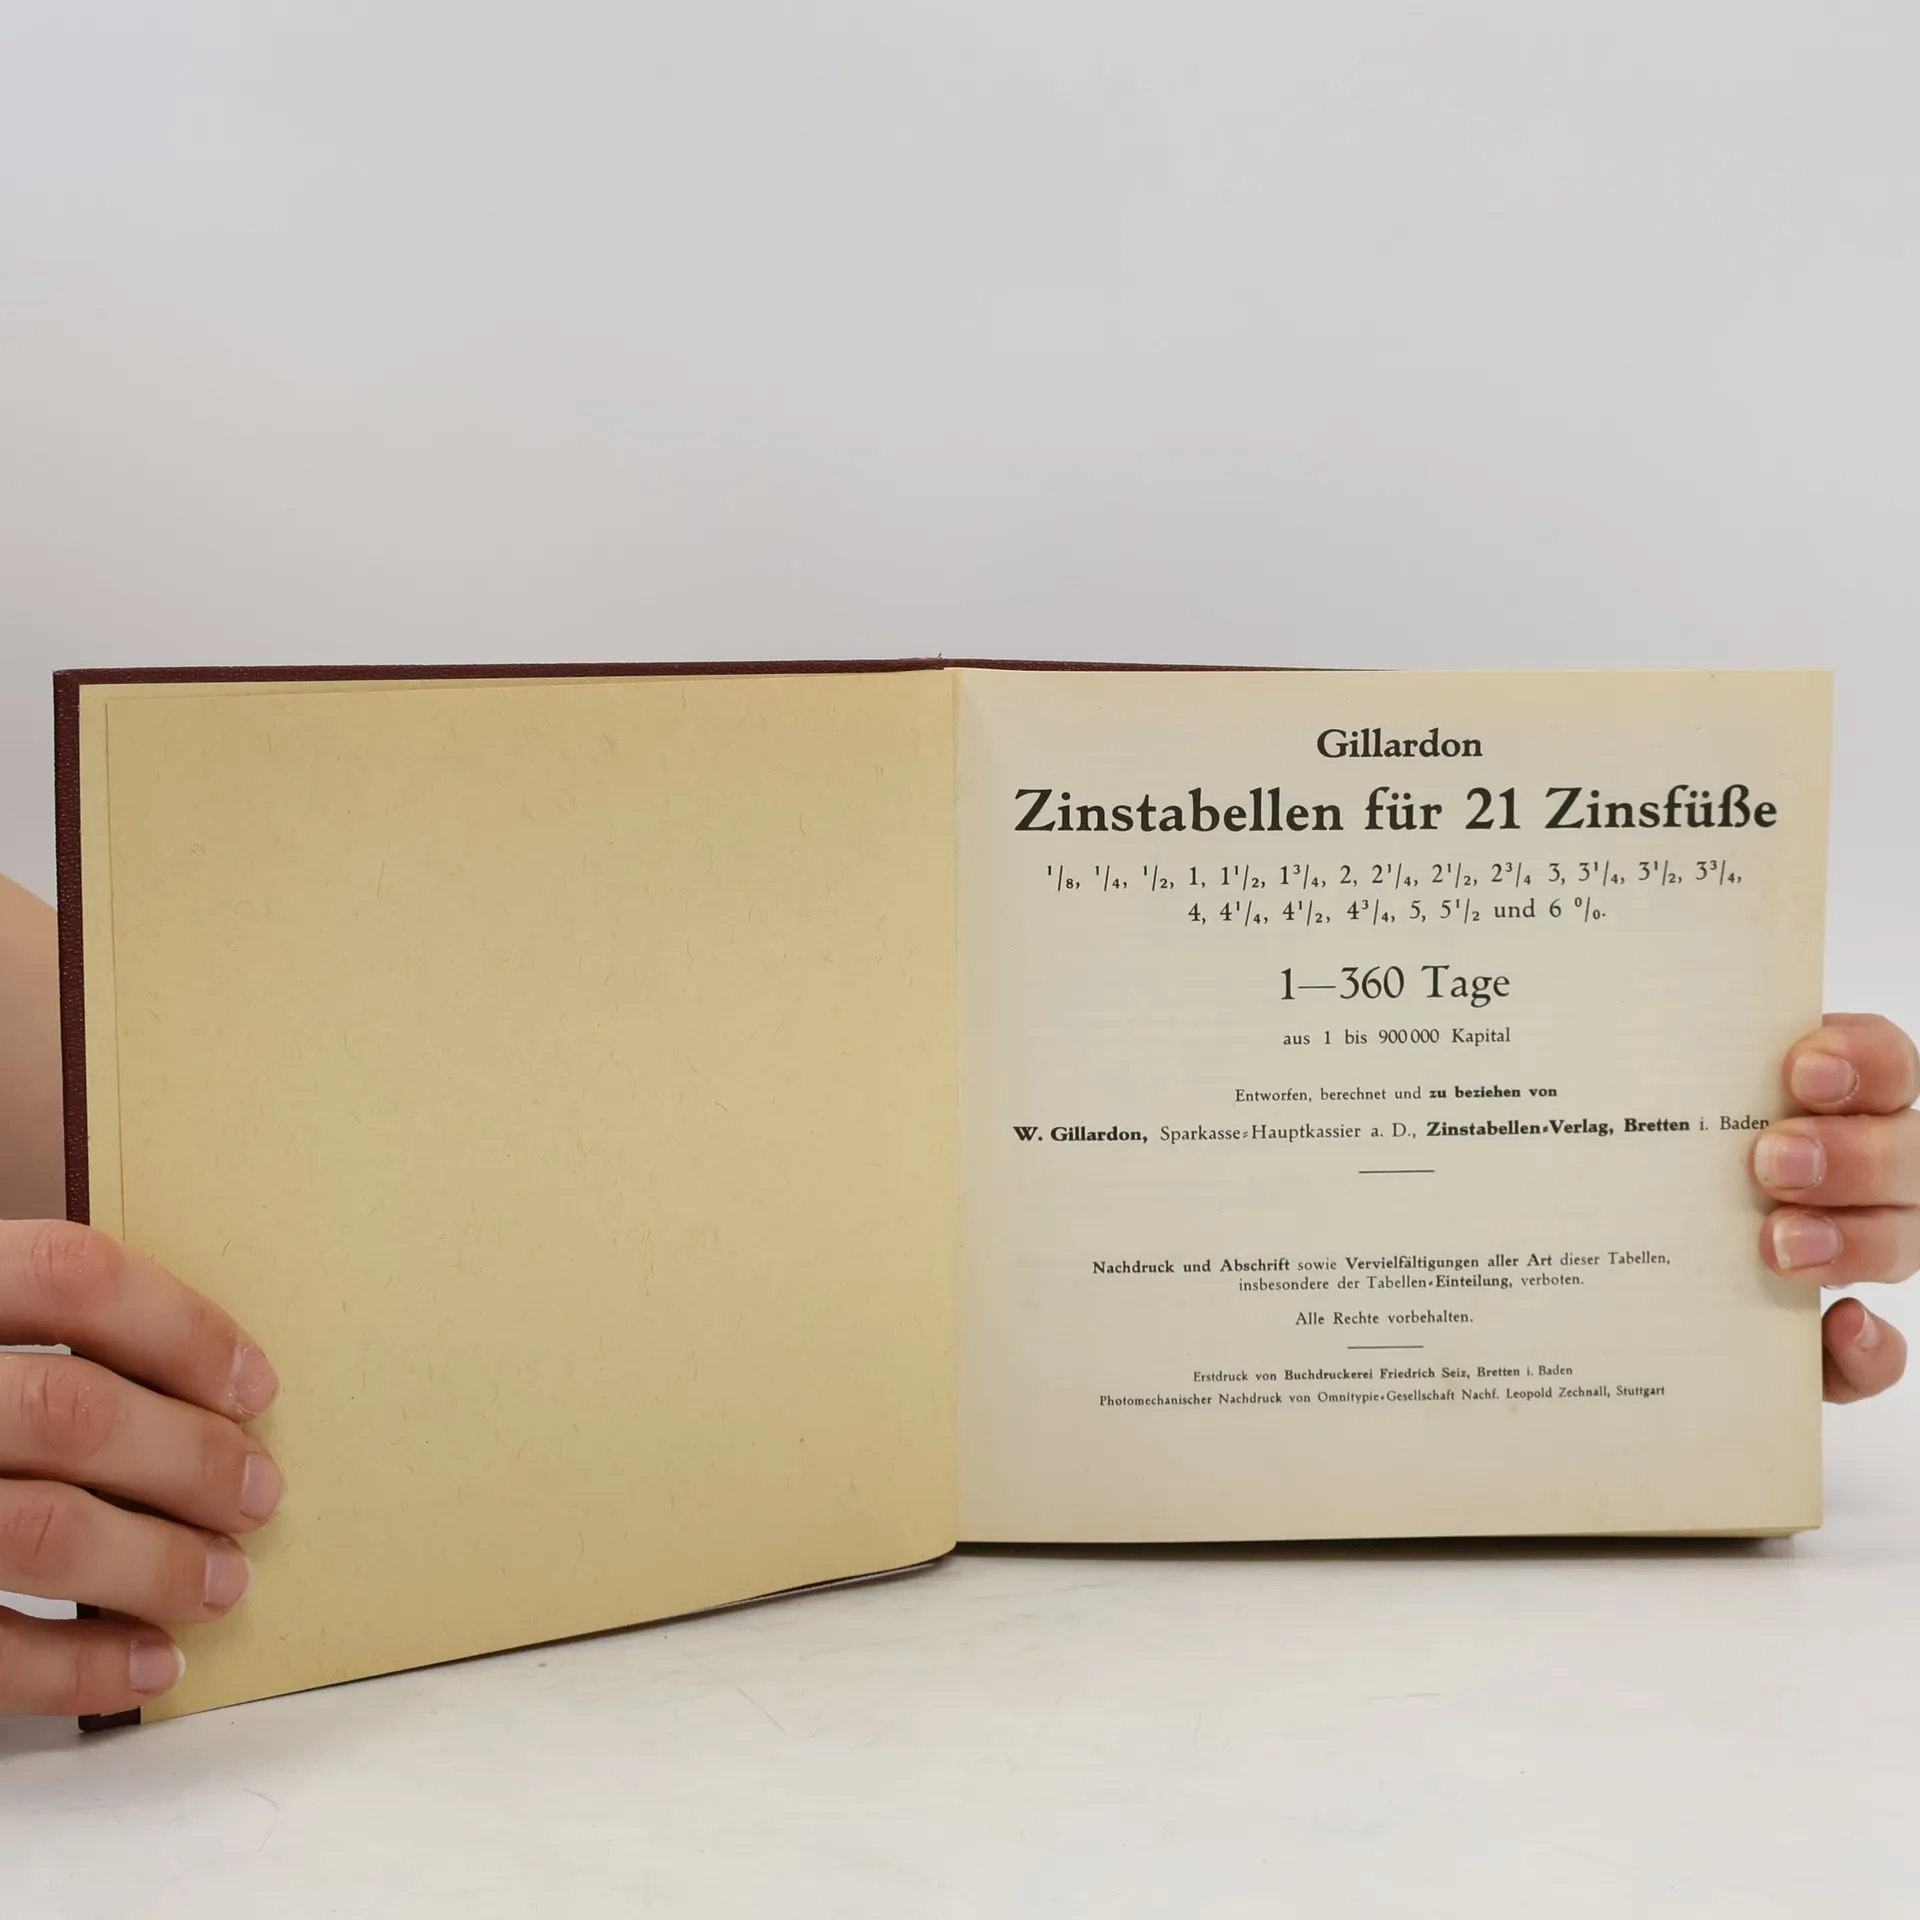 Gillardon
Zinstabellen für 21 Zinsfüße
1/8, 1/4, 1/2, 1, 1 1/2, 1 3/4, 2, 2 1/4, 2 1/2, 2 3/4 3, 3 1/4, 3 1/2, 3 3/4,
4, 4 1/4, 4 1/2, 4 3/4, 5, 5 1/2 und 6 %.
1—360 Tage
aus 1 bis 900 000 Kapital
Entworfen, berechnet und zu beziehen von
W. Gillardon, Sparkasse-Hauptkassier a. D., Zinstabellen-Verlag, Bretten i. Baden
Nachdruck und Abschrift sowie Vervielfältigungen aller Art dieser Tabellen,
insbesondere der Tabellen-Einteilung, verboten.
Alle Rechte vorbehalten.
Erstdruck von Buchdruckerei Friedrich Seiz, Bretten i. Baden
Photomechanischer Nachdruck von Omnitypie-Gesellschaft Nachf. Leopold Zechnall, Stuttgart